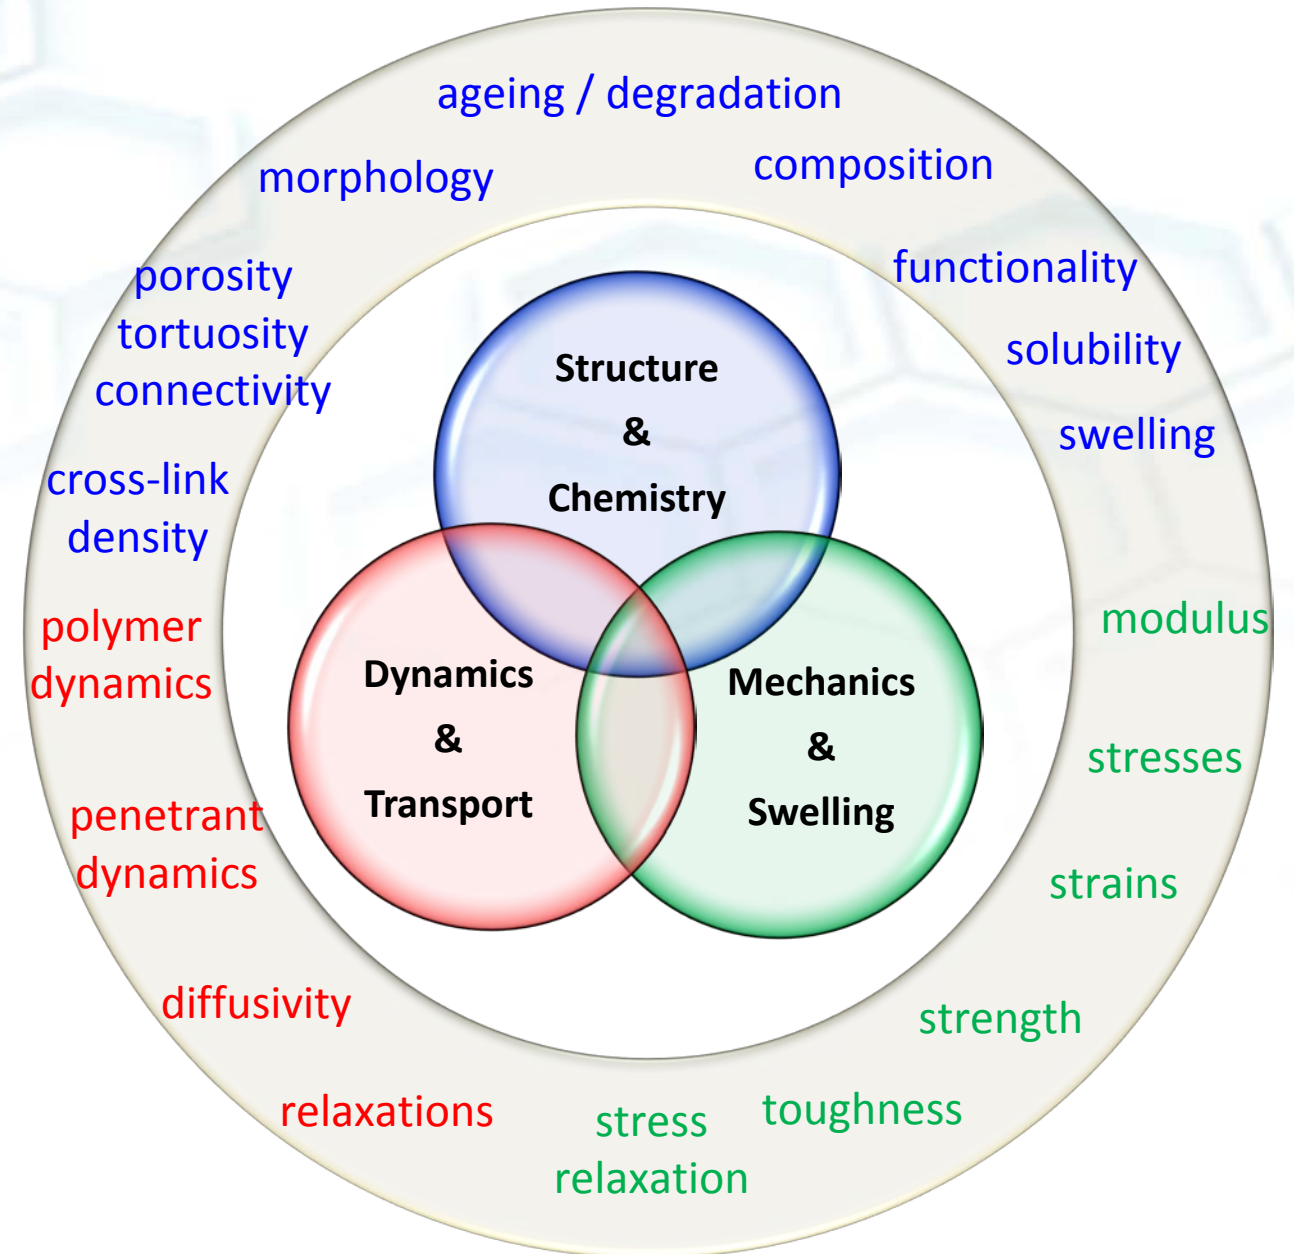 ageing / degradation
morphology
composition
porosity
tortuosity
connectivity
functionality
solubility
swelling
cross-link
density
Structure
&
Chemistry
polymer
dynamics
penetrant
dynamics
diffusivity
relaxations
Dynamics
&
Transport
Mechanics
&
Swelling
modulus
stresses
strains
strength
toughness
stress
relaxation